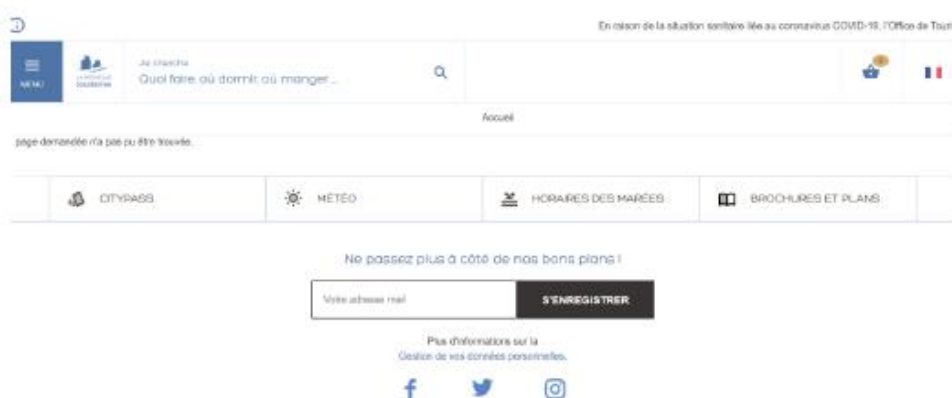 En raison de la situation sanitaire liée au coronavirus COVID-19, l'Office de Touri
MENU
tourisme
Je cherche
Quoi faire, où dormir, où manger...
Accueil
page demandée n'a pas pu être trouvée.
CITYPASS
MÉTÉO
HORAIRES DES MARÉES
BROCHURES ET PLANS
Ne passez plus à côté de nos bons plans !
Votre adresse mail
S'ENREGISTRER
Plus d'informations sur la
Gestion de vos données personnelles.